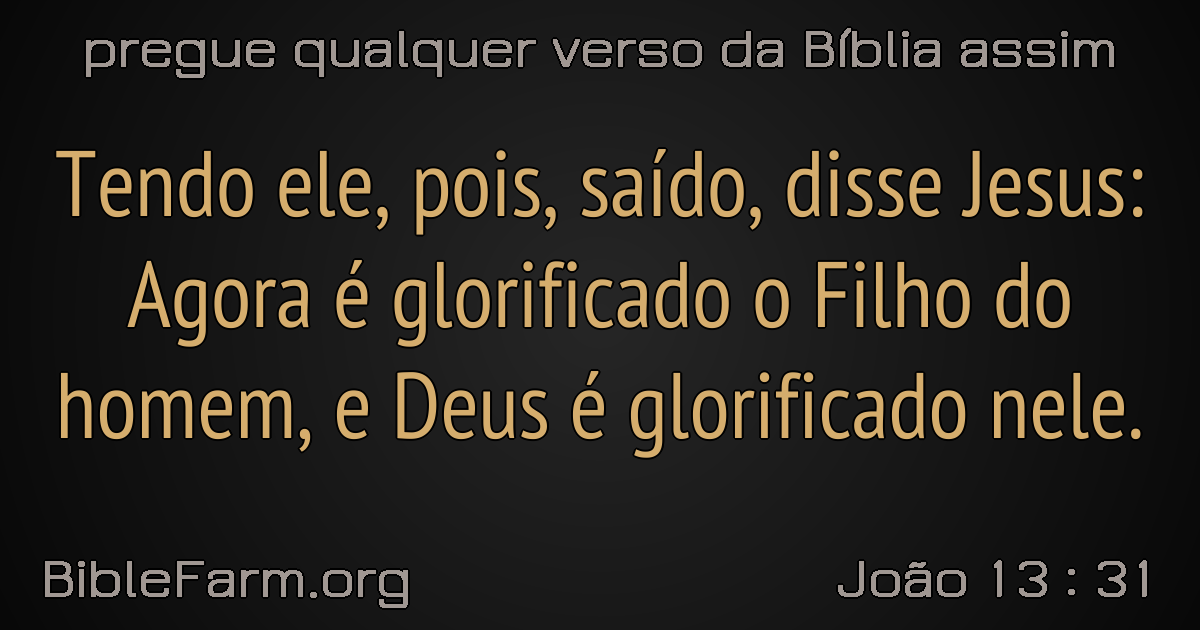 pregue qualquer verso da Bíblia assim
Tendo ele, pois, saído, disse Jesus:
Agora é glorificado o Filho do
homem, e Deus é glorificado nele.
BibleFarm.org
João 13 : 31